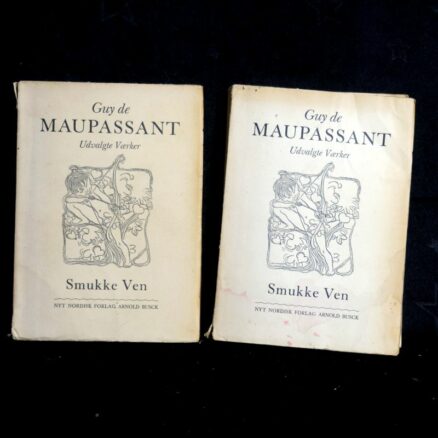 Guy de
MAUPASSANT
Udvalgte Værker
Smukke Ven
NYT NORDISK FORLAG ARNOLD BUSCK
Guy de
MAUPASSANT
Udvalgte Værker
Smukke Ven
NYT NORDISK FORLAG ARNOLD BUSCK